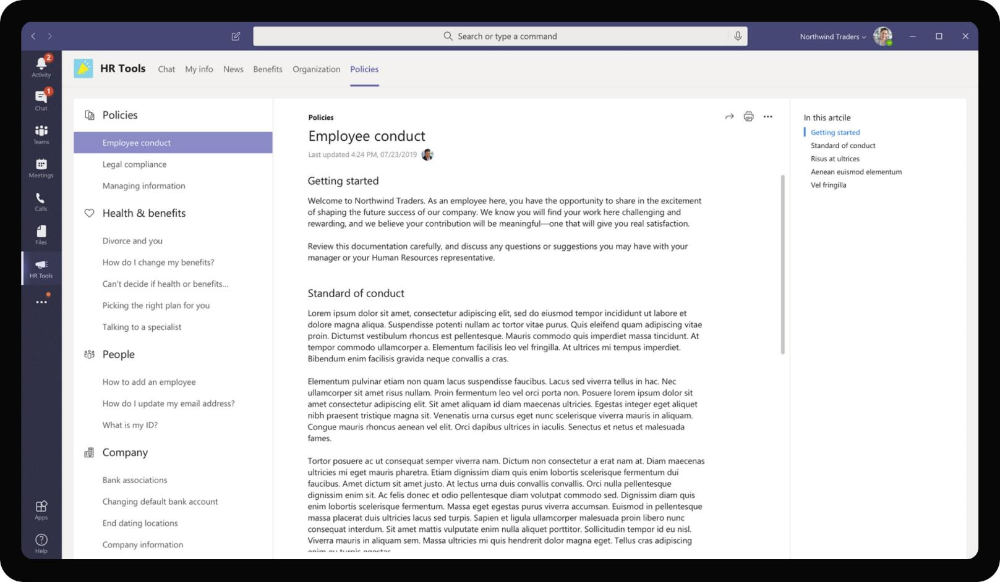 Search or type a command
Northwind Traders
2
Activity
1
Chat
Teams
Meetings
Calls
Files
HR Tools
Apps
Help
HR Tools
Chat
My info
News
Benefits
Organization
Policies
Policies
Employee conduct
Legal compliance
Managing information
Health & benefits
Divorce and you
How do I change my benefits?
Can't decide if health or benefits...
Picking the right plan for you
Talking to a specialist
People
How to add an employee
How do I update my email address?
What is my ID?
Company
Bank associations
Changing default bank account
End dating locations
Company information
Policies
Employee conduct
Last updated 4:24 PM, 07/23/2019
Getting started
Welcome to Northwind Traders. As an employee here, you have the opportunity to share in the excitement
of shaping the future success of our company. We know you will find your work here challenging and
rewarding, and we believe your contribution will be meaningful—one that will give you real satisfaction.
Review this documentation carefully, and discuss any questions or suggestions you may have with your
manager or your Human Resources representative.
Standard of conduct
Lorem ipsum dolor sit amet, consectetur adipiscing elit, sed do eiusmod tempor incididunt ut labore et
dolore magna aliqua. Suspendisse potenti nullam ac tortor vitae purus. Quis eleifend quam adipiscing vitae
proin. Dictumst vestibulum rhoncus est pellentesque. Mauris commodo quis imperdiet massa tincidunt. At
tempor commodo ullamcorper a. Elementum facilisis leo vel fringilla. At ultrices mi tempus imperdiet.
Bibendum enim facilisis gravida neque convallis a cras.
Elementum pulvinar etiam non quam lacus suspendisse faucibus. Lacus sed viverra tellus in hac. Nec
ullamcorper sit amet risus nullam. Proin fermentum leo vel orci porta non. Posuere lorem ipsum dolor sit
amet consectetur adipiscing elit. Sit amet aliquam id diam maecenas ultricies. Egestas integer eget aliquet
nibh praesent tristique magna sit. Venenatis urna cursus eget nunc scelerisque viverra mauris in aliquam.
Congue mauris rhoncus aenean vel elit. Orci dapibus ultrices in iaculis. Senectus et netus et malesuada
fames.
Tortor posuere ac ut consequat semper viverra nam. Dictum non consectetur a erat nam at. Diam maecenas
ultricies mi eget mauris pharetra. Etiam dignissim diam quis enim lobortis scelerisque fermentum dui
faucibus. Amet dictum sit amet justo. At lectus urna duis convallis convallis. Orci nulla pellentesque
dignissim enim sit. Ac felis donec et odio pellentesque diam volutpat commodo sed. Dignissim diam quis
enim lobortis scelerisque fermentum. Massa eget egestas purus viverra accumsan. Euismod in pellentesque
massa placerat duis ultricies lacus sed turpis. Sapien et ligula ullamcorper malesuada proin libero nunc
consequat interdum. Sit amet mattis vulputate enim nulla aliquet porttitor. Sollicitudin tempor id eu nisl.
Viverra mauris in aliquam sem. Massa ultricies mi quis hendrerit dolor magna eget. Tellus cras adipiscing
enim eu turpis egestas.
In this artcile
Getting started
Standard of conduct
Risus at ultrices
Aenean euismod elementum
Vel fringilla